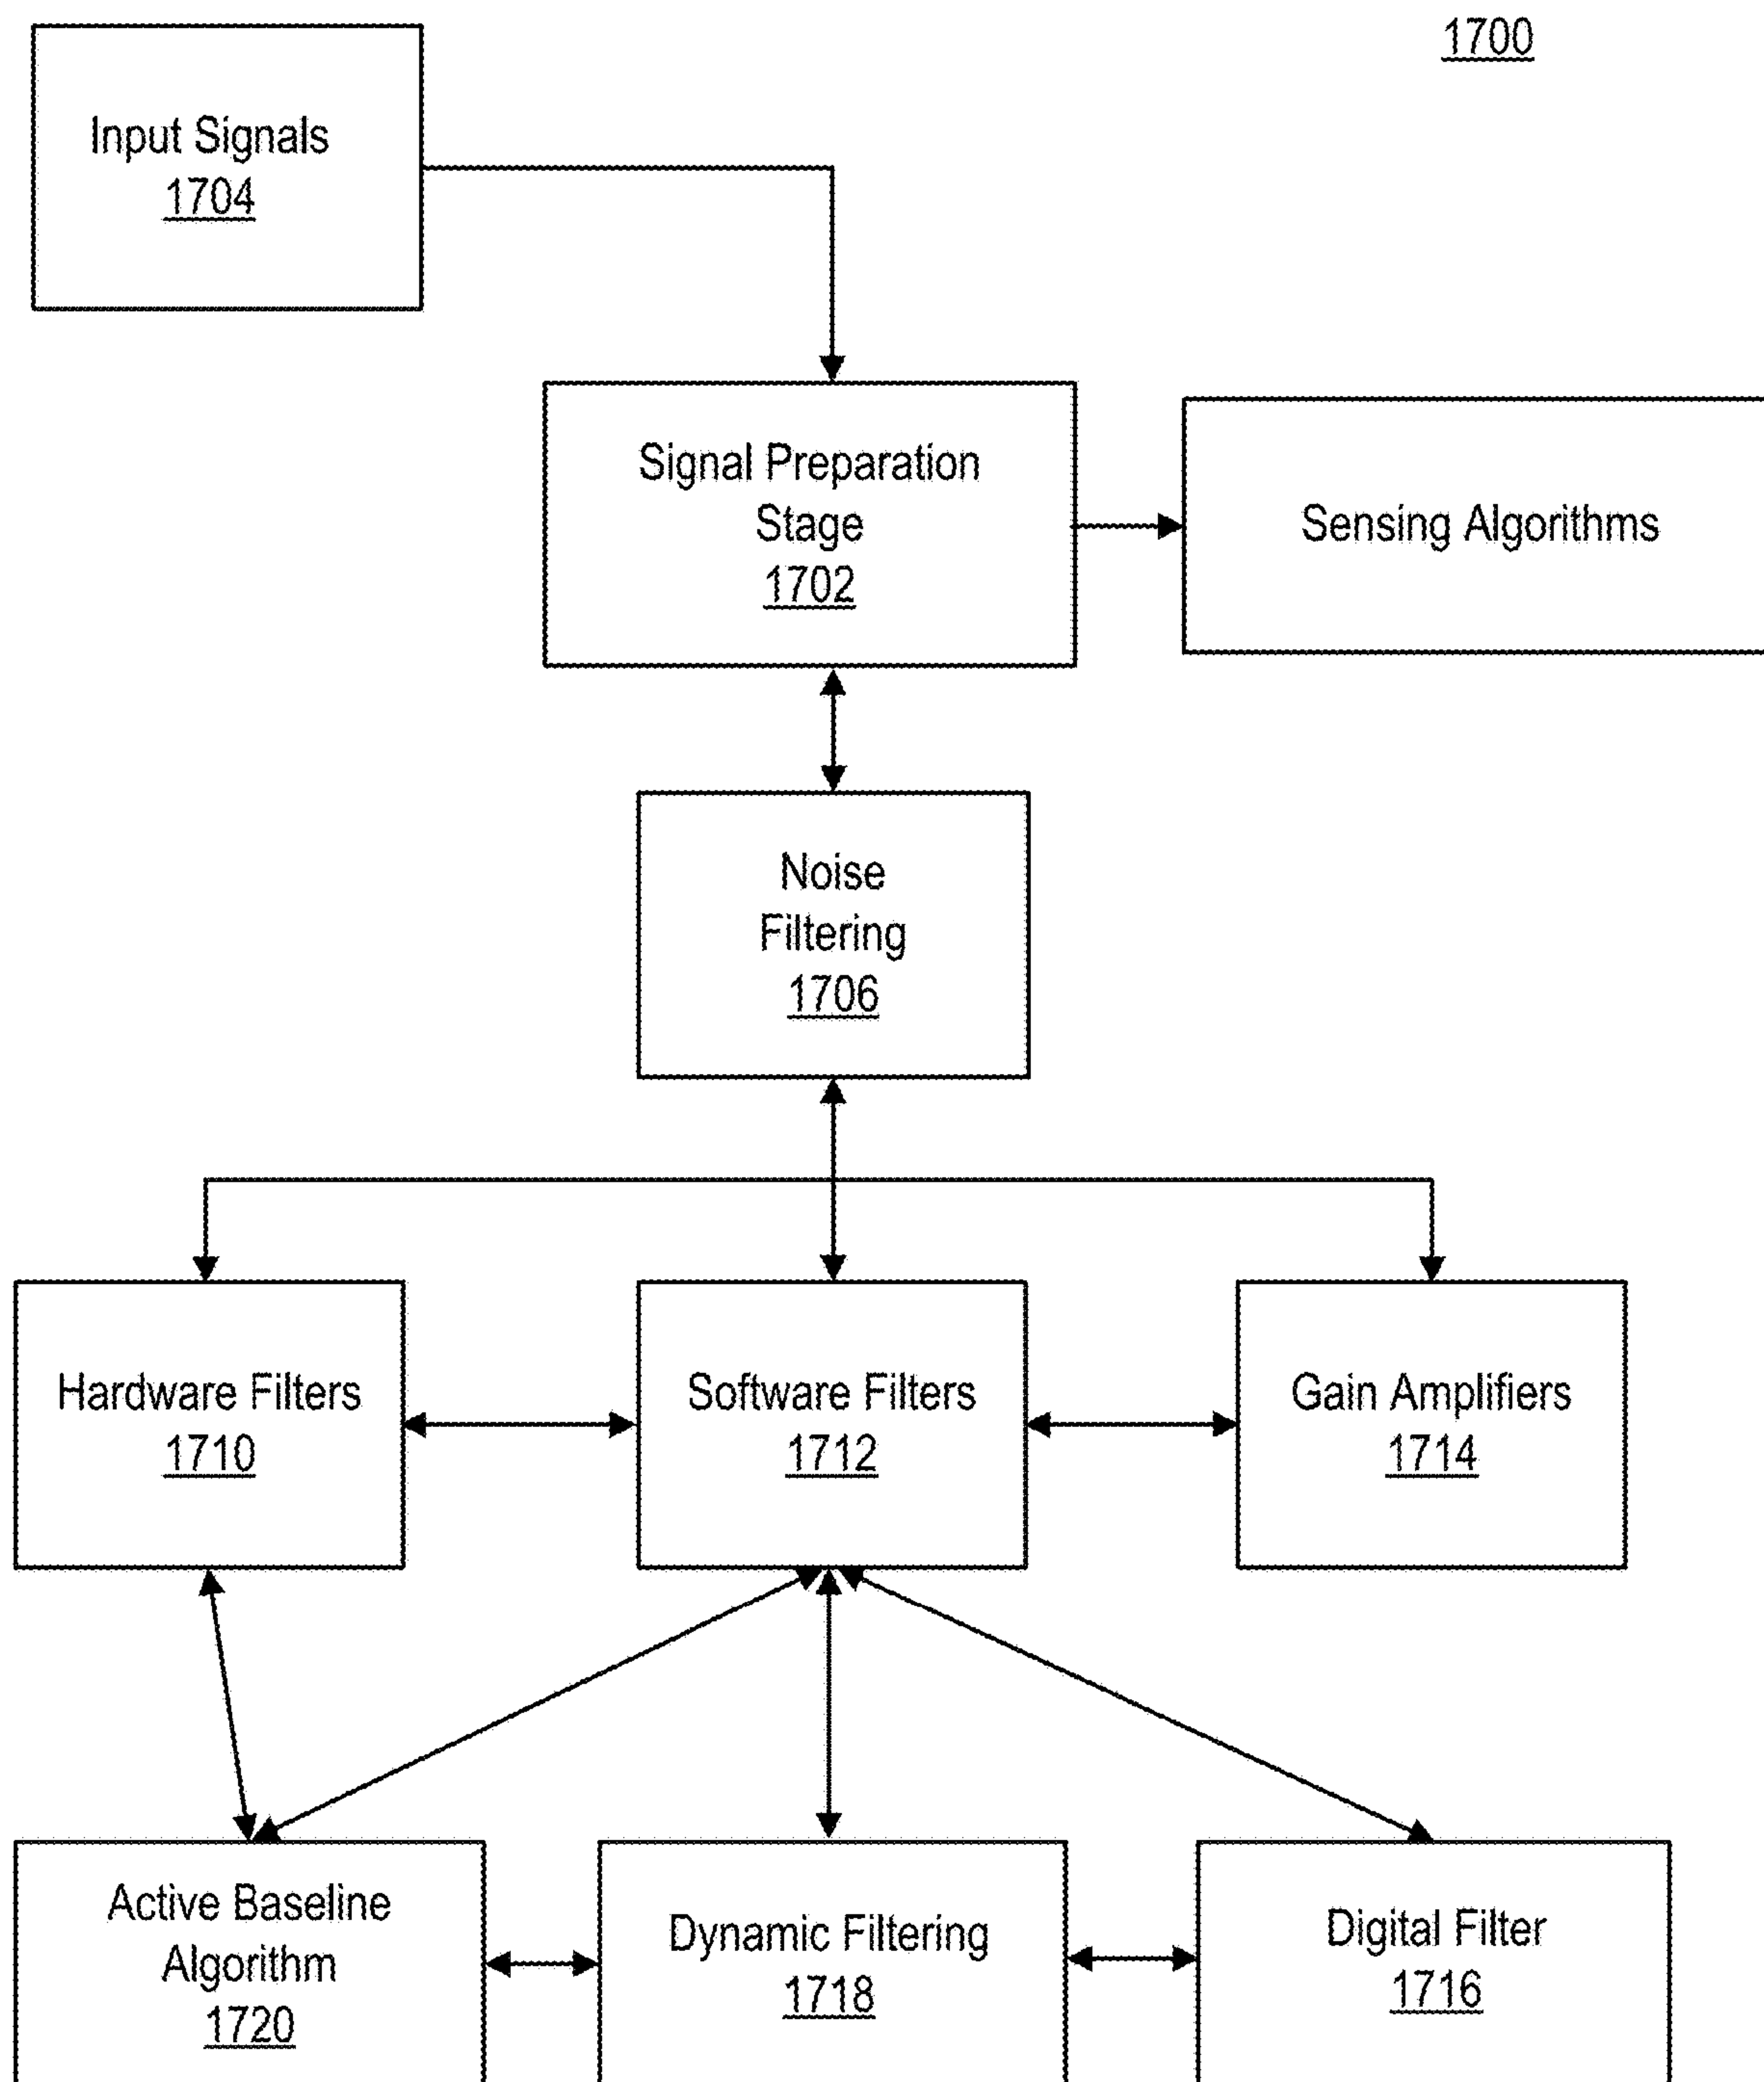 1700
Input Signals
1704
Signal Preparation
Stage
1702
Sensing Algorithms
Noise
Filtering
1706
Hardware Filters
1710
Software Filters
1712
Gain Amplifiers
1714
Active Baseline
Algorithm
1720
Dynamic Filtering
1718
Digital Filter
1716